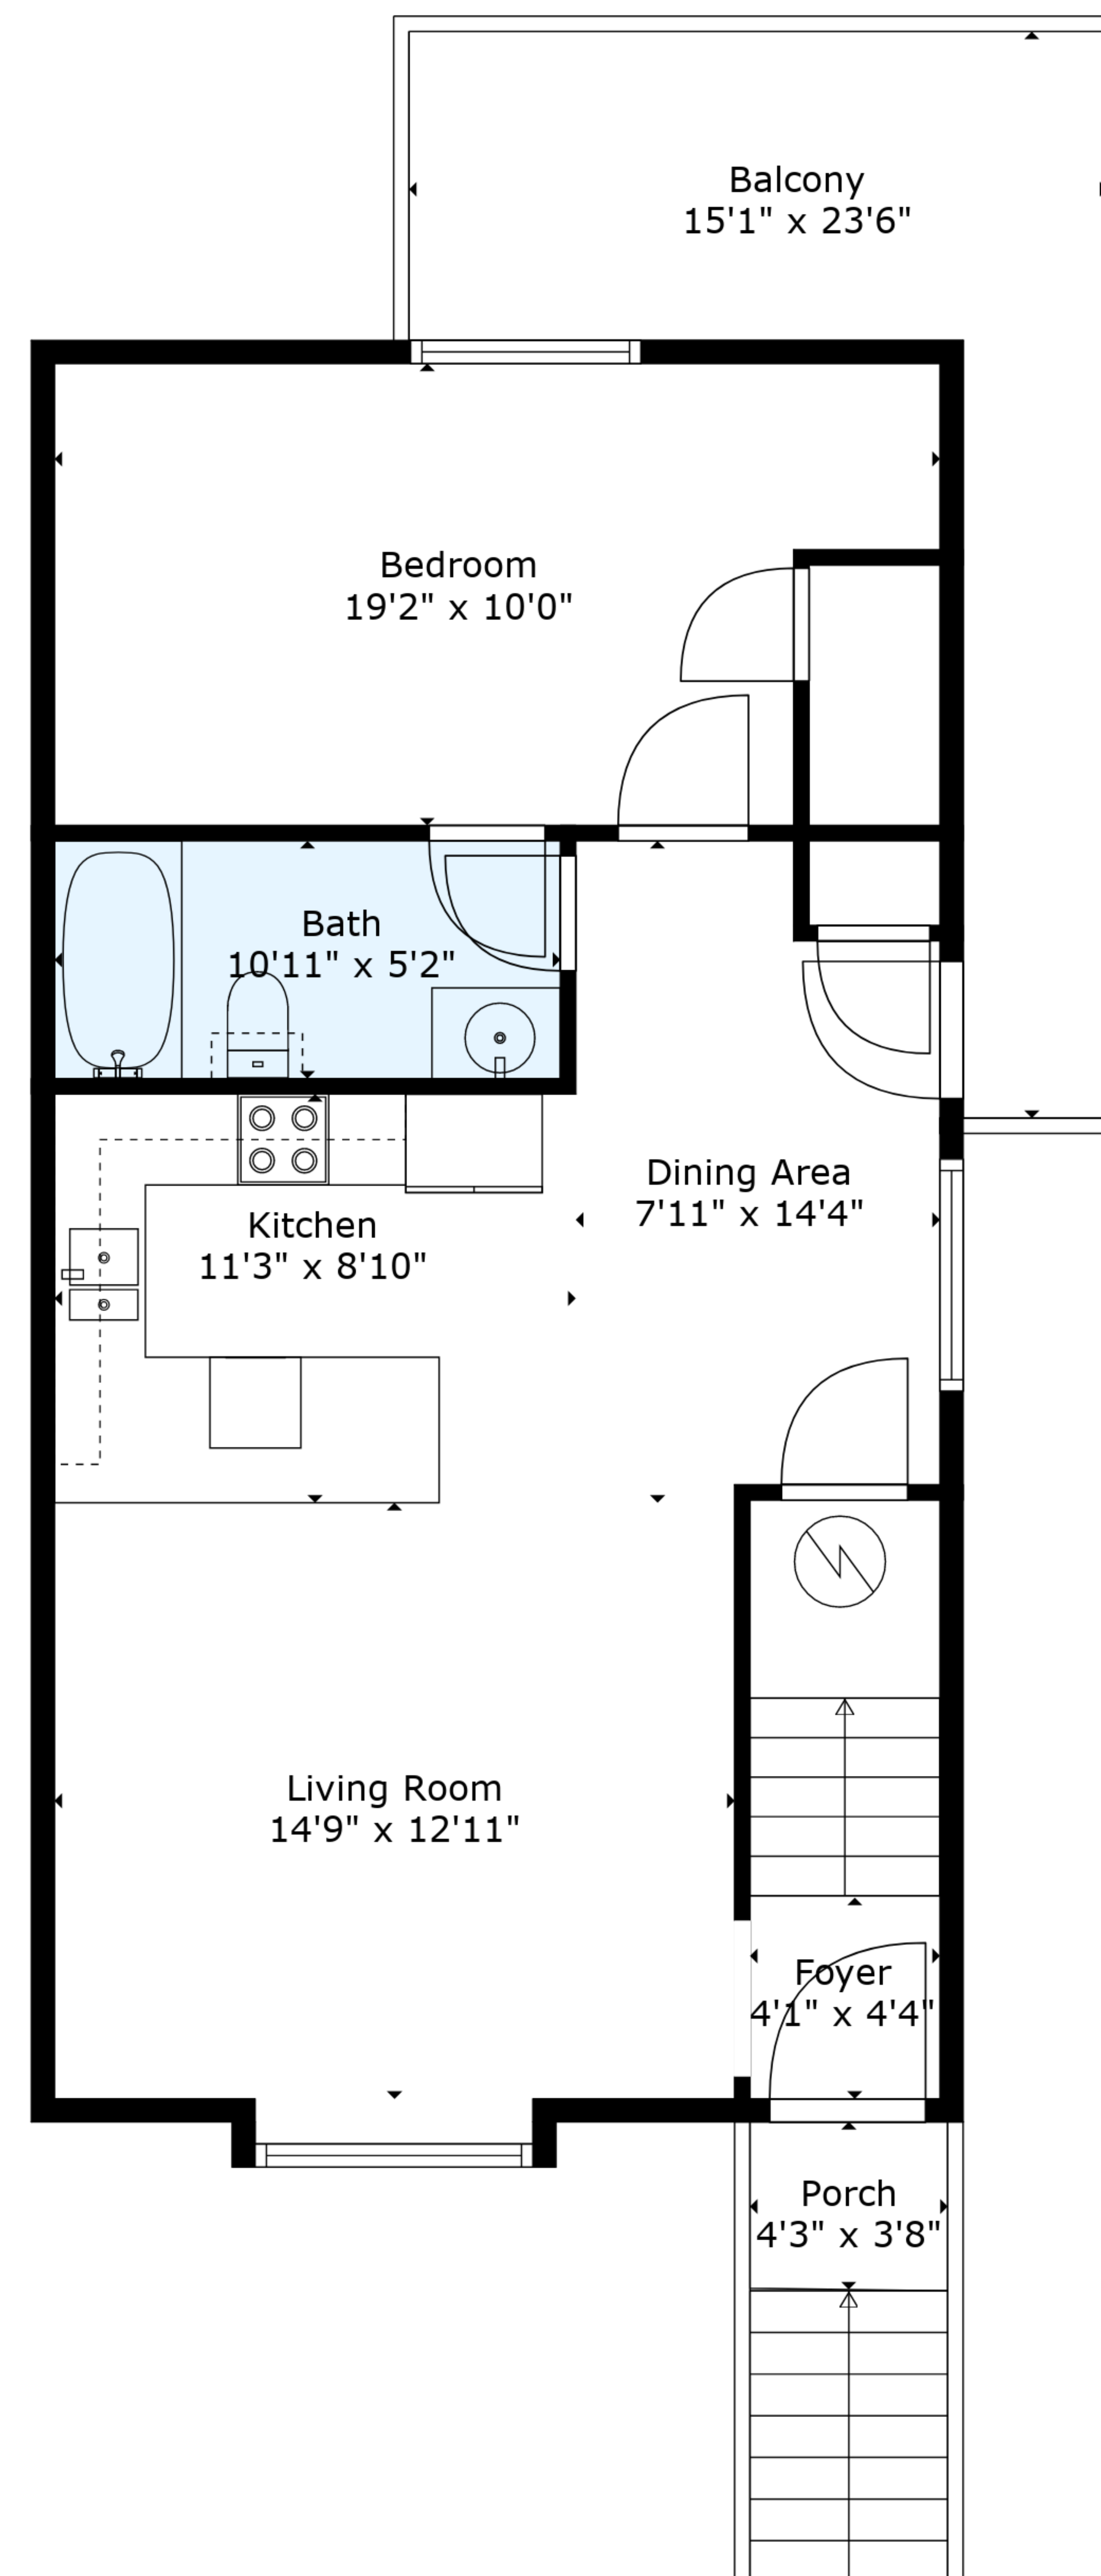 Balcony
15'1" x 23'6"
Bedroom
19'2" x 10'0"
Bath
10'11" x 5'2"
Dining Area
7'11" x 14'4"
Kitchen
11'3" x 8'10"
Living Room
14'9" x 12'11"
Foyer
4'1" x 4'4"
Porch
4'3" x 3'8"